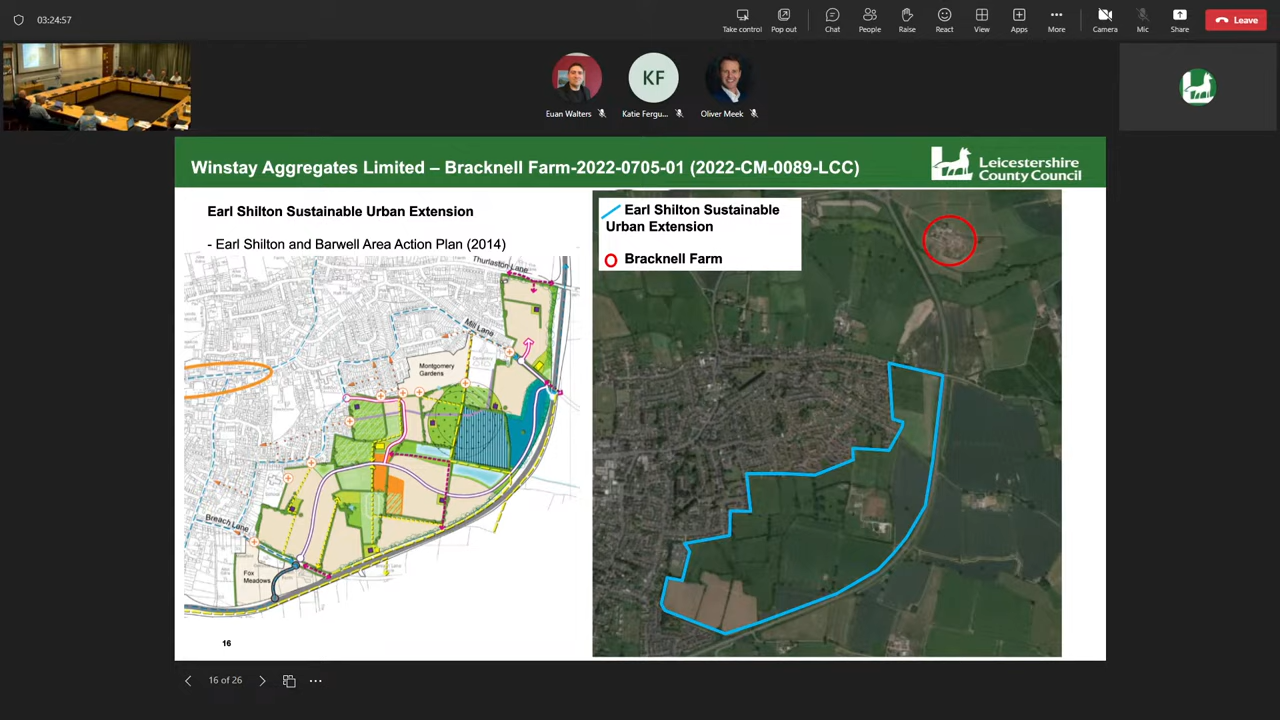 03:24:57
Take control
Pop out
Chat
People
Raise
React
View
Apps
More
Camera
Mic
Share
Leave
KF
Euan Walters
Katie Fergu...
Oliver Meek
Winstay Aggregates Limited – Bracknell Farm-2022-0705-01 (2022-CM-0089-LCC)
Leicestershire
County Council
Earl Shilton Sustainable Urban Extension
- Earl Shilton and Barwell Area Action Plan (2014)
Thurlaston Lane
Mill Lane
Montgomery
Gardens
Breach Lane
Fox
Meadows
Earl Shilton Sustainable
Urban Extension
Bracknell Farm
16
16 of 26